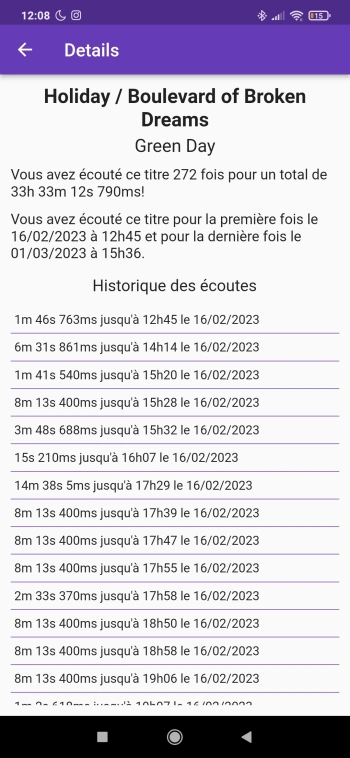 12:08
15
Details
Holiday / Boulevard of Broken
Dreams
Green Day
Vous avez écouté ce titre 272 fois pour un total de
33h 33m 12s 790ms!
Vous avez écouté ce titre pour la première fois le
16/02/2023 à 12h45 et pour la dernière fois le
01/03/2023 à 15h36.
Historique des écoutes
1m 46s 763ms jusqu'à 12h45 le 16/02/2023
6m 31s 861ms jusqu'à 14h14 le 16/02/2023
1m 41s 540ms jusqu'à 15h20 le 16/02/2023
8m 13s 400ms jusqu'à 15h28 le 16/02/2023
3m 48s 688ms jusqu'à 15h32 le 16/02/2023
15s 210ms jusqu'à 16h07 le 16/02/2023
14m 38s 5ms jusqu'à 17h29 le 16/02/2023
8m 13s 400ms jusqu'à 17h39 le 16/02/2023
8m 13s 400ms jusqu'à 17h47 le 16/02/2023
8m 13s 400ms jusqu'à 17h55 le 16/02/2023
2m 33s 370ms jusqu'à 17h58 le 16/02/2023
8m 13s 400ms jusqu'à 18h50 le 16/02/2023
8m 13s 400ms jusqu'à 18h58 le 16/02/2023
8m 13s 400ms jusqu'à 19h06 le 16/02/2023
jusqu'à 19h07 le 16/02/2023